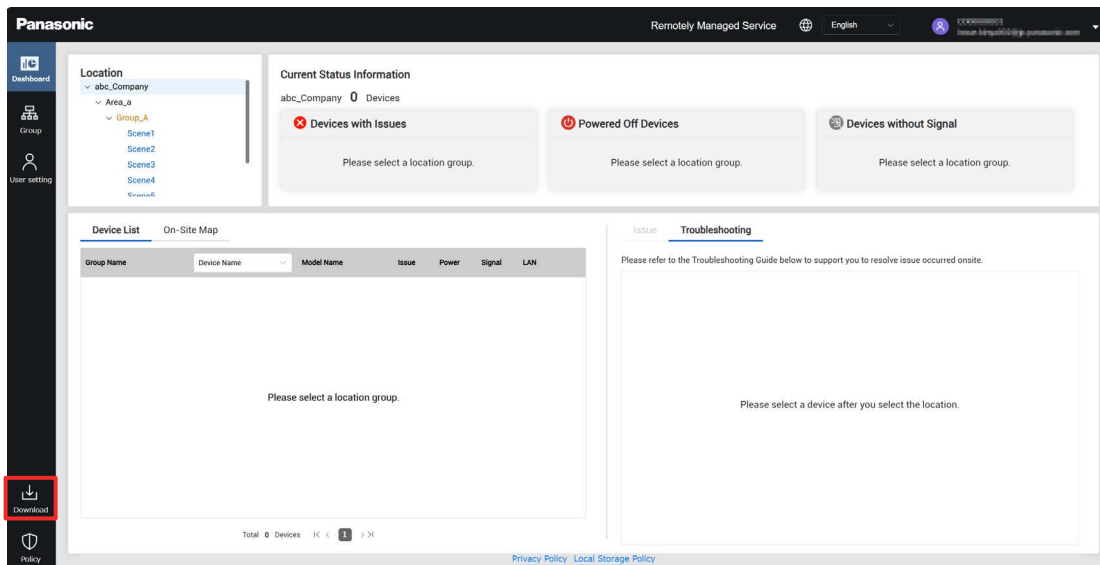 Panasonic
Remotely Managed Service
English
Dashboard
Group
User setting
Download
Policy
Location
abc_Company
Area_a
Group_A
Scene1
Scene2
Scene3
Scene4
Scene5
Current Status Information
abc_Company 0 Devices
Devices with Issues
Please select a location group.
Powered Off Devices
Please select a location group.
Devices without Signal
Please select a location group.
Device List On-Site Map
Group Name Device Name Model Name Issue Power Signal LAN
Please select a location group.
Total 0 Devices 1
Issue Troubleshooting
Please refer to the Troubleshooting Guide below to support you to resolve issue occurred onsite.
Please select a device after you select the location.
Privacy Policy Local Storage Policy